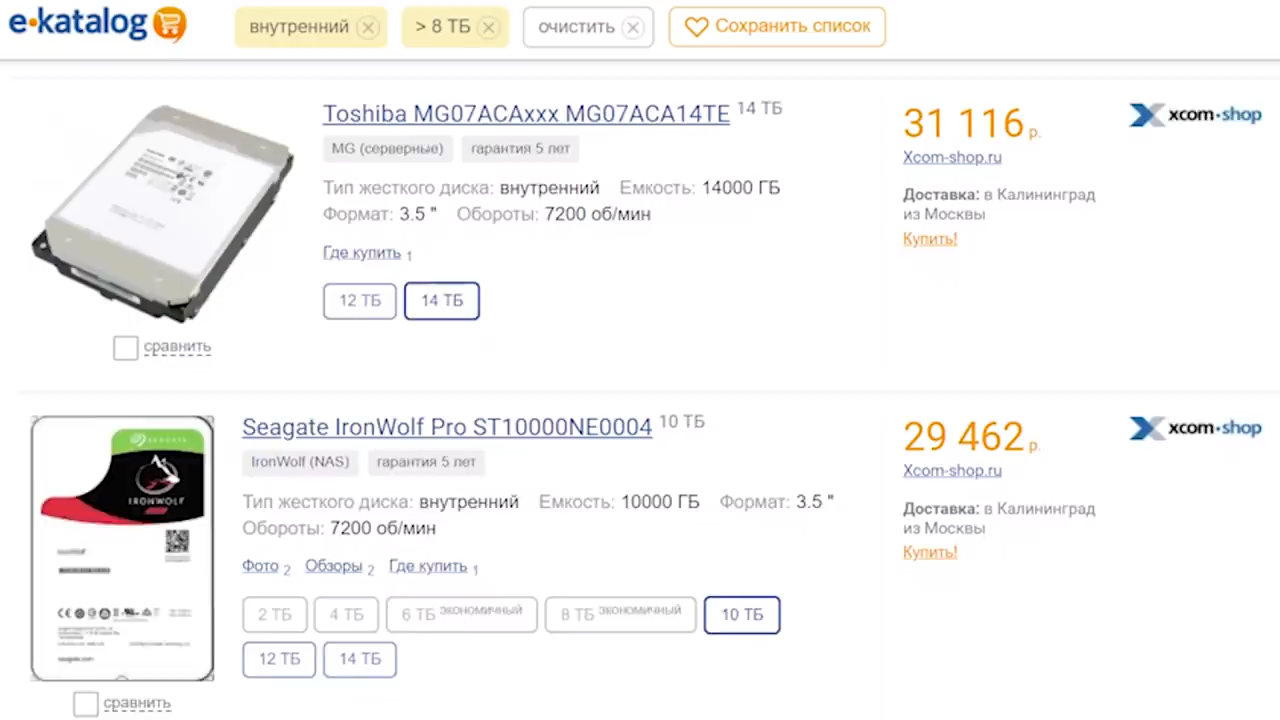 e·katalog
внутренний
> 8 ТБ
очистить
Сохранить список
Toshiba MG07ACAxxx MG07ACA14TE 14 ТБ
MG (серверные) гарантия 5 лет
Тип жесткого диска: внутренний Емкость: 14000 ГБ
Формат: 3.5 " Обороты: 7200 об/мин
Где купить 1
12 ТБ 14 ТБ
сравнить
31 116 р.
Xcom-shop.ru
Доставка: в Калининград
из Москвы
Купить!
xcom·shop
Seagate IronWolf Pro ST10000NE0004 10 ТБ
IronWolf (NAS) гарантия 5 лет
Тип жесткого диска: внутренний Емкость: 10000 ГБ Формат: 3.5 "
Обороты: 7200 об/мин
Фото 2 Обзоры 2 Где купить 1
2 ТБ 4 ТБ 6 ТБ экономичный 8 ТБ экономичный 10 ТБ
12 ТБ 14 ТБ
SEAGATE
IRONWOLF
сравнить
29 462 р.
Xcom-shop.ru
Доставка: в Калининград
из Москвы
Купить!
xcom·shop